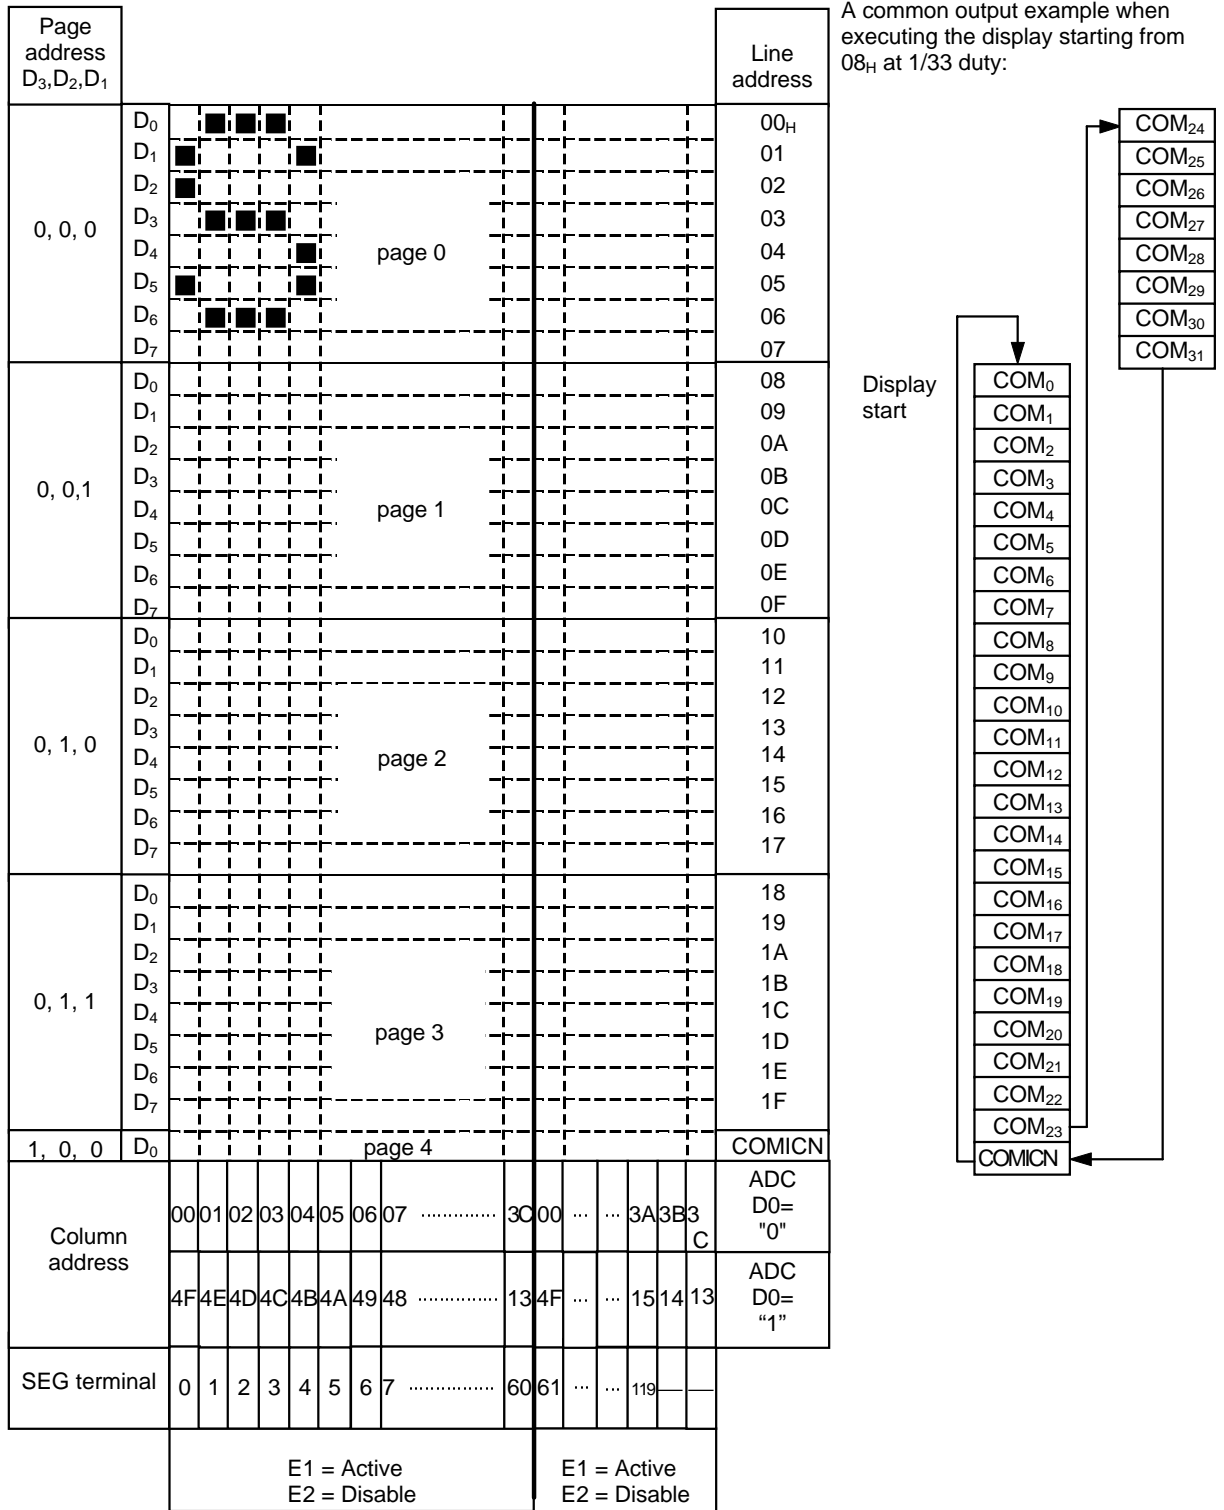 A common output example when
executing the display starting from
08H at 1/33 duty:
Page
address
D3,D2,D1
Line
address
0, 0, 0
D0
D1
D2
D3
D4
D5
D6
D7
page 0
00H
01
02
03
04
05
06
07
0, 0,1
D0
D1
D2
D3
D4
D5
D6
D7
page 1
08
09
0A
0B
0C
0D
0E
0F
0, 1, 0
D0
D1
D2
D3
D4
D5
D6
D7
page 2
10
11
12
13
14
15
16
17
0, 1, 1
D0
D1
D2
D3
D4
D5
D6
D7
page 3
18
19
1A
1B
1C
1D
1E
1F
1, 0, 0 D0 page 4 COMICN
Column
address
00 01 02 03 04 05 06 07 ............... 3C 00 ... ... 3A 3B 3C
ADC
D0=
"0"
4F 4E 4D 4C 4B 4A 49 48 ............... 13 4F ... ... 15 14 13
ADC
D0=
“1”
SEG terminal 0 1 2 3 4 5 6 7 ............... 60 61 ... ... 119 — —
E1 = Active
E2 = Disable
E1 = Active
E2 = Disable
Display
start
COM0
COM1
COM2
COM3
COM4
COM5
COM6
COM7
COM8
COM9
COM10
COM11
COM12
COM13
COM14
COM15
COM16
COM17
COM18
COM19
COM20
COM21
COM22
COM23
COMICN
COM24
COM25
COM26
COM27
COM28
COM29
COM30
COM31